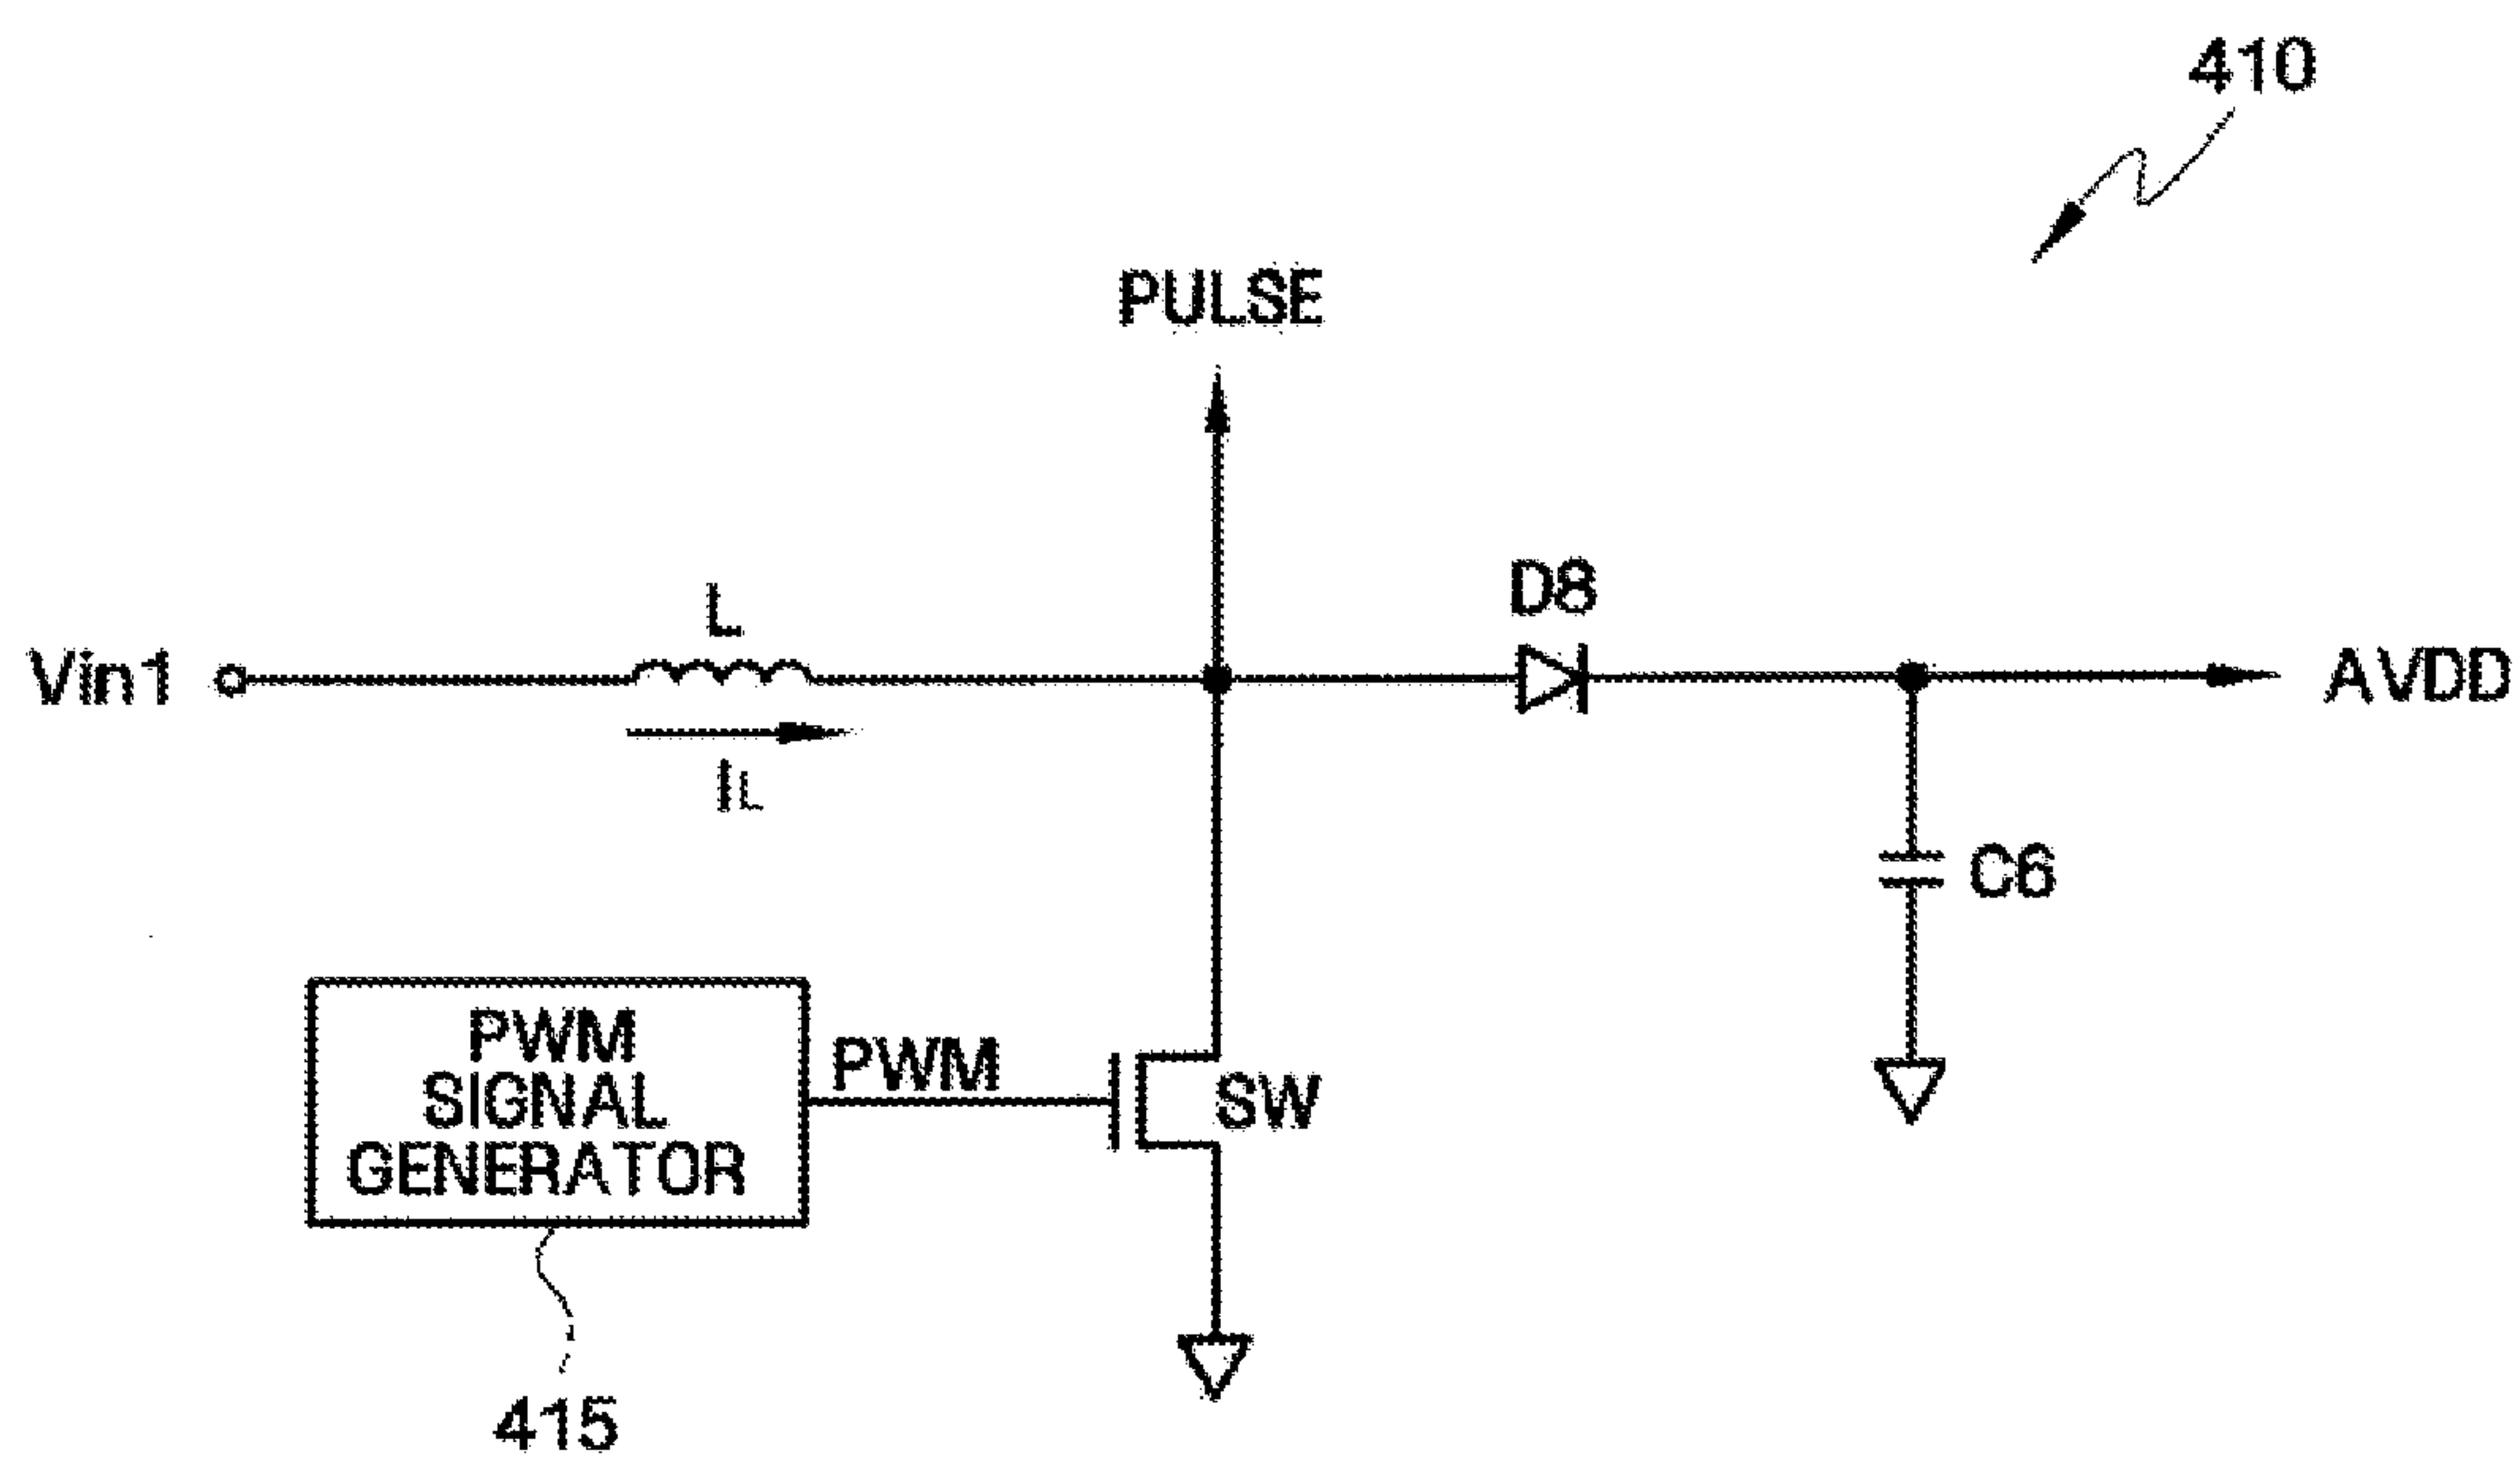 410
PULSE
L
D8
Vin1
AVDD
IL
C6
PWM
SIGNAL
GENERATOR
PWM
SW
415